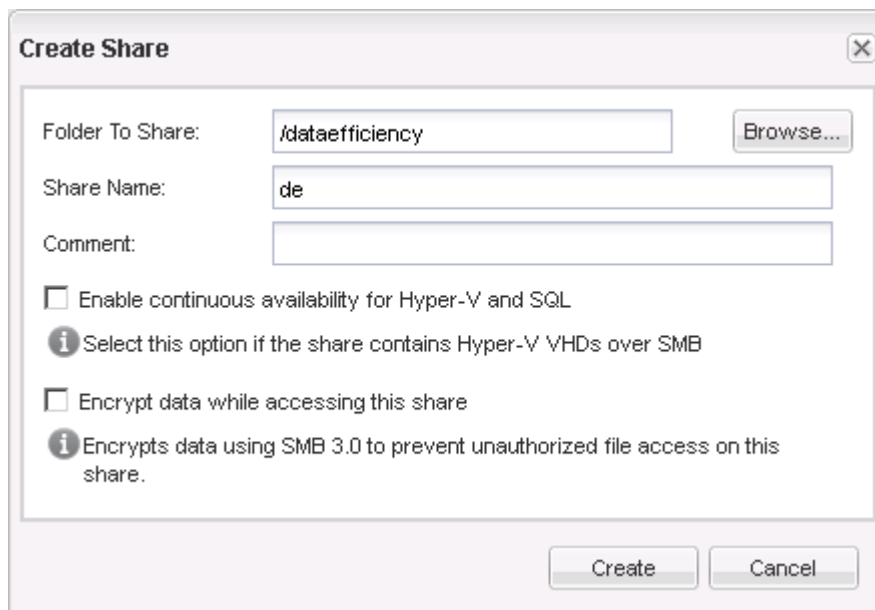 Create Share
Folder To Share: /dataefficiency Browse...
Share Name: de
Comment:
Enable continuous availability for Hyper-V and SQL
Select this option if the share contains Hyper-V VHDs over SMB
Encrypt data while accessing this share
Encrypts data using SMB 3.0 to prevent unauthorized file access on this
share.
Create Cancel